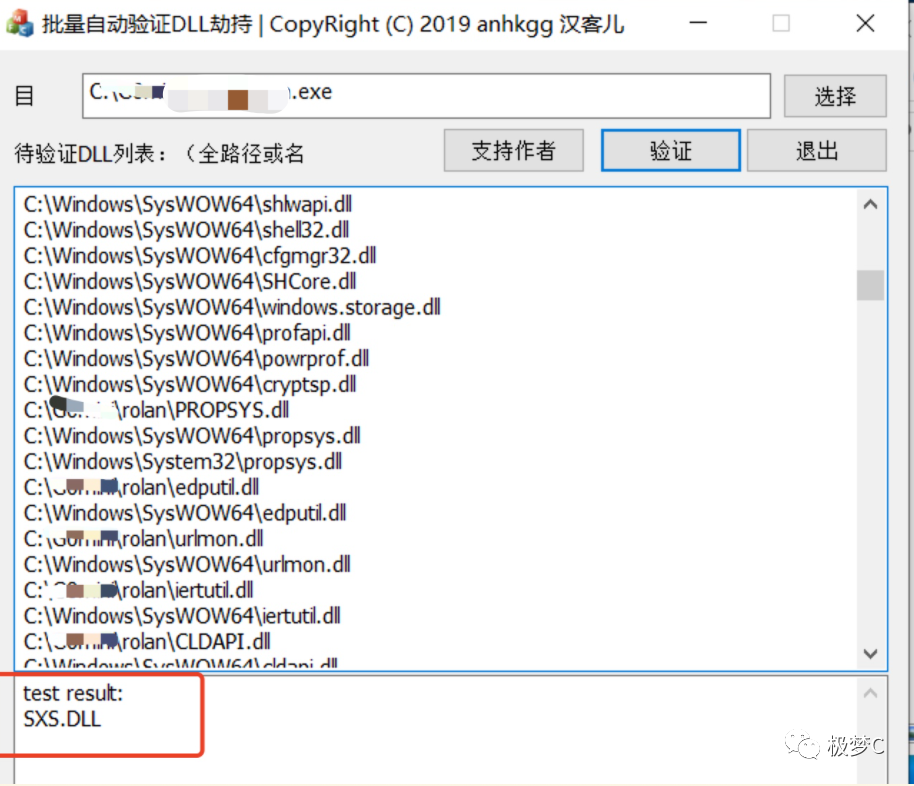 批量自动验证DLL劫持 | CopyRight (C) 2019 anhkgg 汉客儿
目
.exe
选择
待验证DLL列表：（全路径或名
支持作者
验证
退出
C:\Windows\SysWOW64\shlwapi.dll
C:\Windows\SysWOW64\shell32.dll
C:\Windows\SysWOW64\cfgmgr32.dll
C:\Windows\SysWOW64\SHCore.dll
C:\Windows\SysWOW64\windows.storage.dll
C:\Windows\SysWOW64\profapi.dll
C:\Windows\SysWOW64\powrprof.dll
C:\Windows\SysWOW64\cryptsp.dll
C:\ \rolan\PROPSYS.dll
C:\Windows\SysWOW64\propsys.dll
C:\Windows\System32\propsys.dll
C:\ \rolan\edputil.dll
C:\Windows\SysWOW64\edputil.dll
C:\ \rolan\urlmon.dll
C:\Windows\SysWOW64\urlmon.dll
C:\ \rolan\iertutil.dll
C:\Windows\SysWOW64\iertutil.dll
C:\ \rolan\CLDAPI.dll
C:\Windows\SysWOW64\cldapi.dll
test result:
SXS.DLL
极梦C